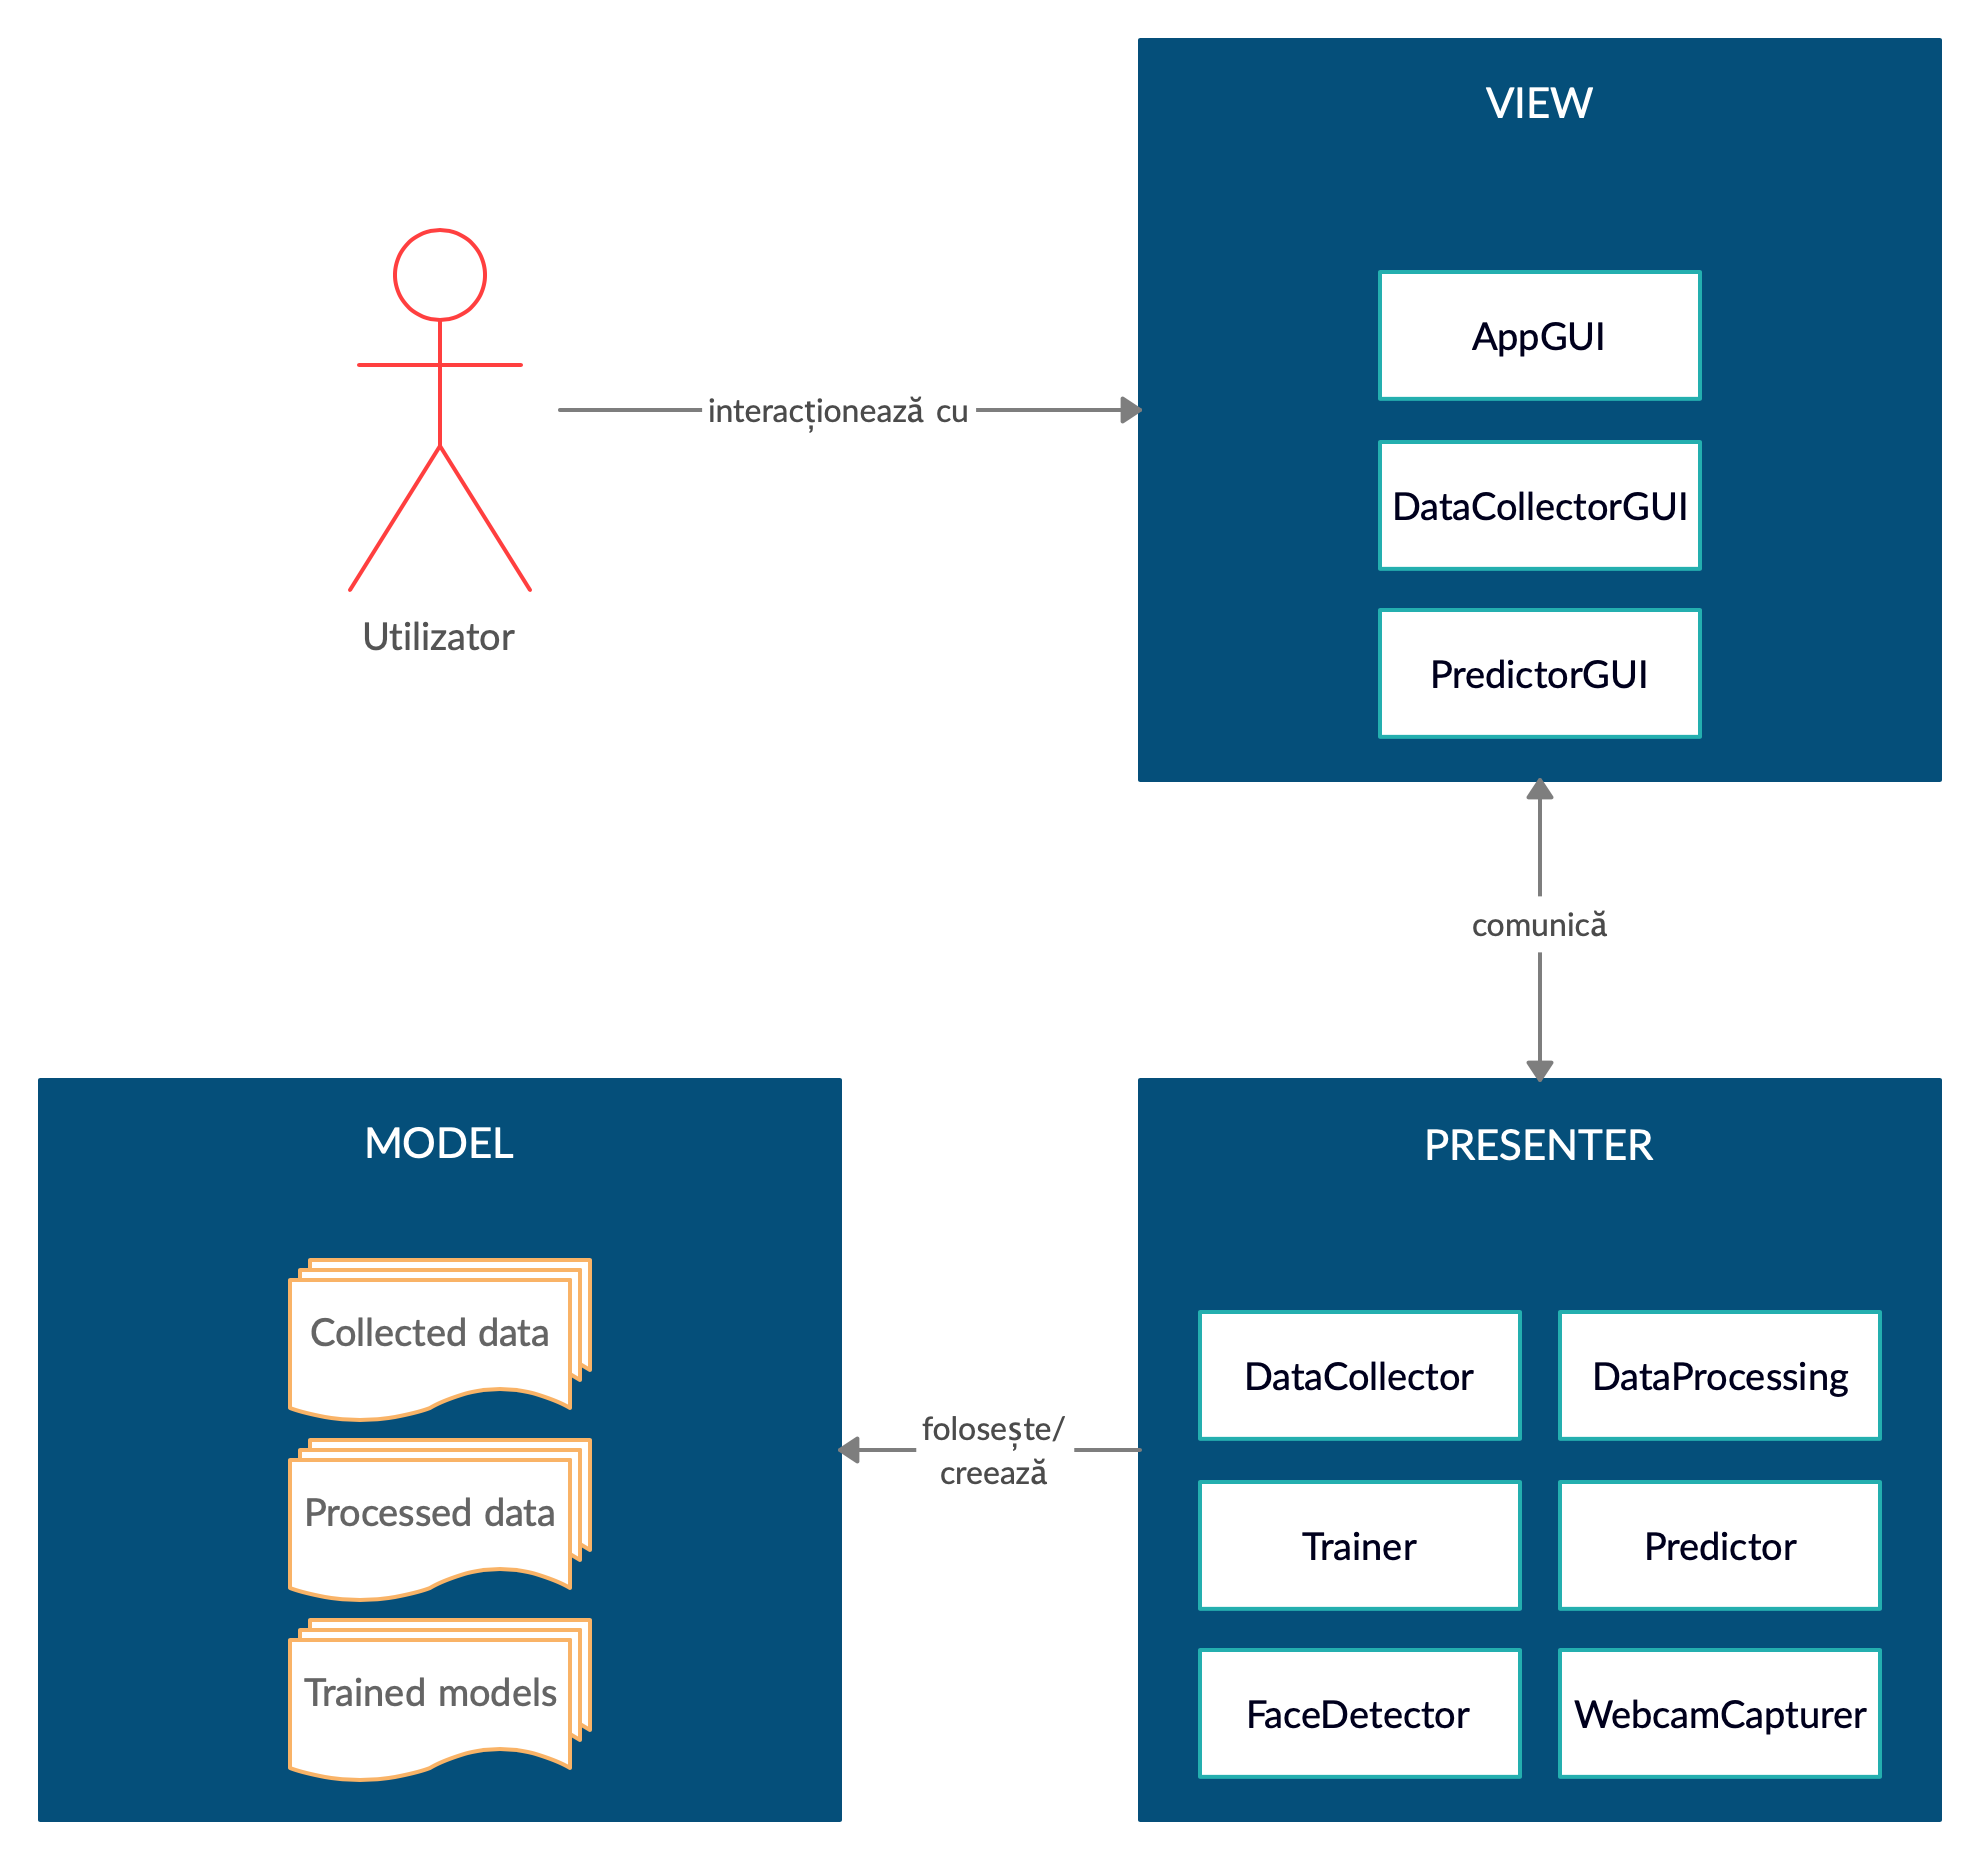 VIEW
AppGUI
interacționează cu
DataCollectorGUI
Utilizator
PredictorGUI
comunică
MODEL
PRESENTER
Collected data
DataCollector
DataProcessing
folosește/
creează
Processed data
Trainer
Predictor
Trained models
FaceDetector
WebcamCapturer